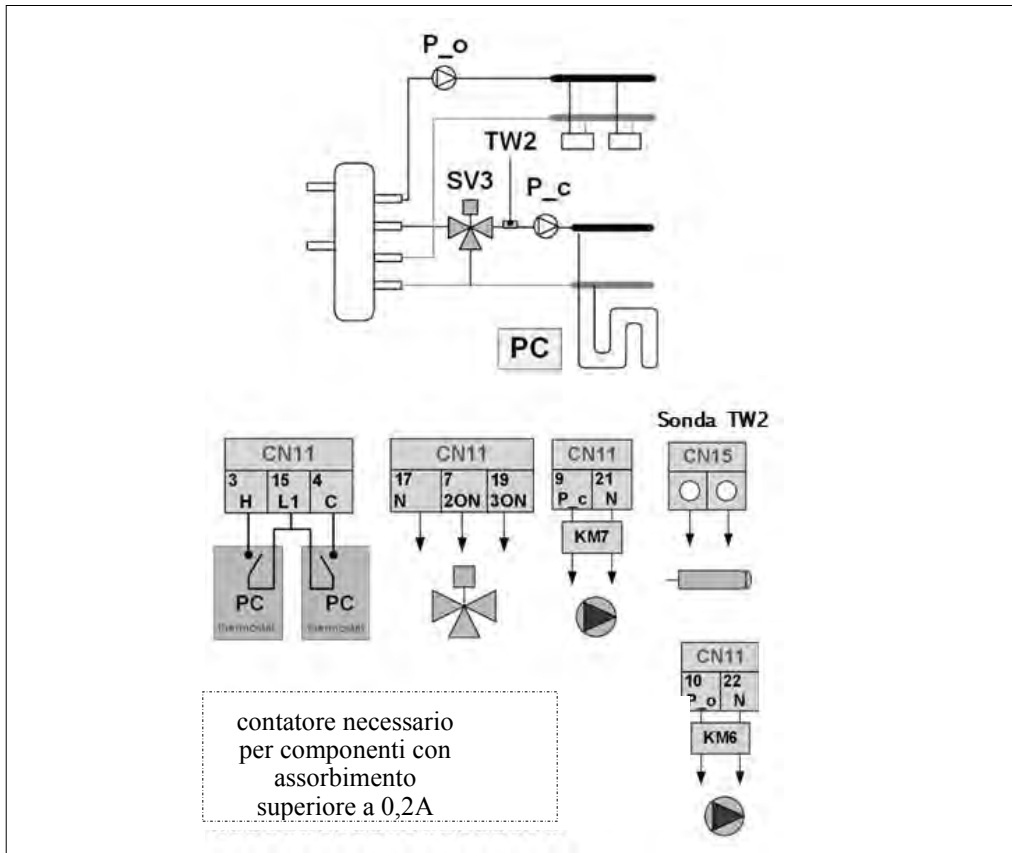 P_o
TW2
SV3
P_c
PC
Sonda TW2
CN11
3 15 4
H L1 C
PC PC
thermostat thermostat
CN11
17 7 19
N 2ON 3ON
CN11
9 21
P_c N
KM7
CN15
CN11
10 22
P_o N
KM6
contatore necessario
per componenti con
assorbimento
superiore a 0,2A